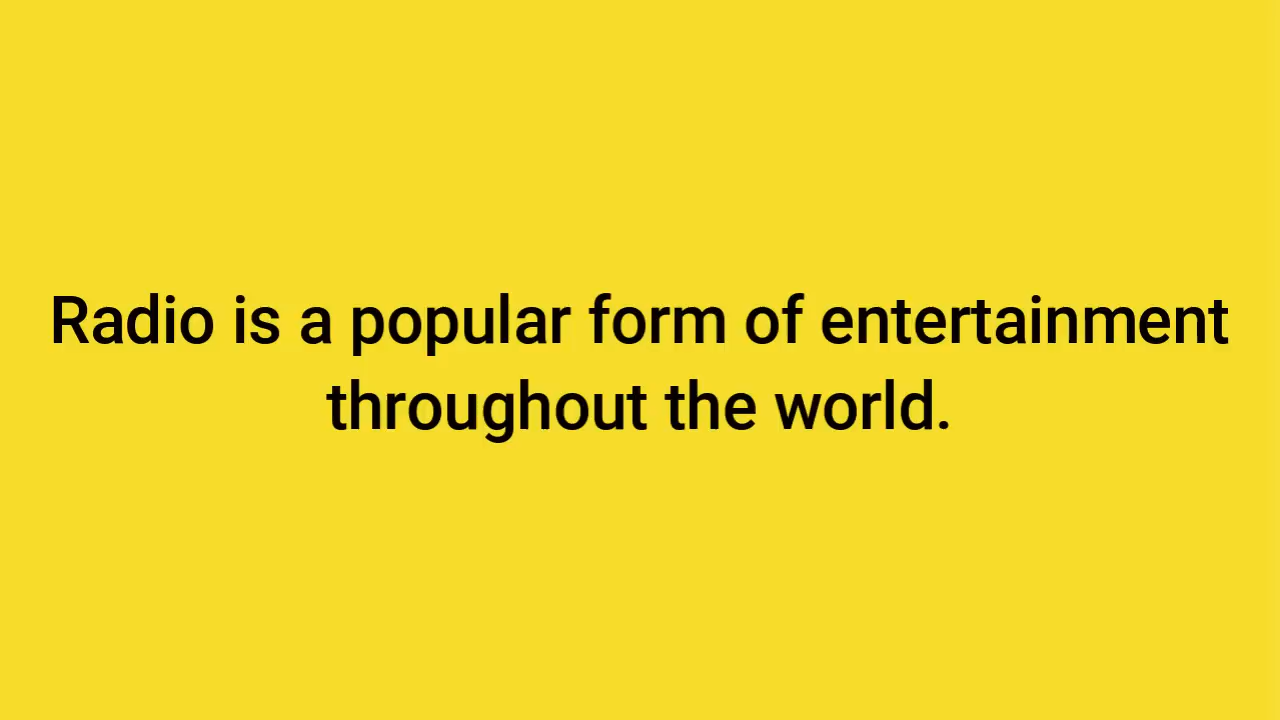 Radio is a popular form of entertainment
throughout the world.